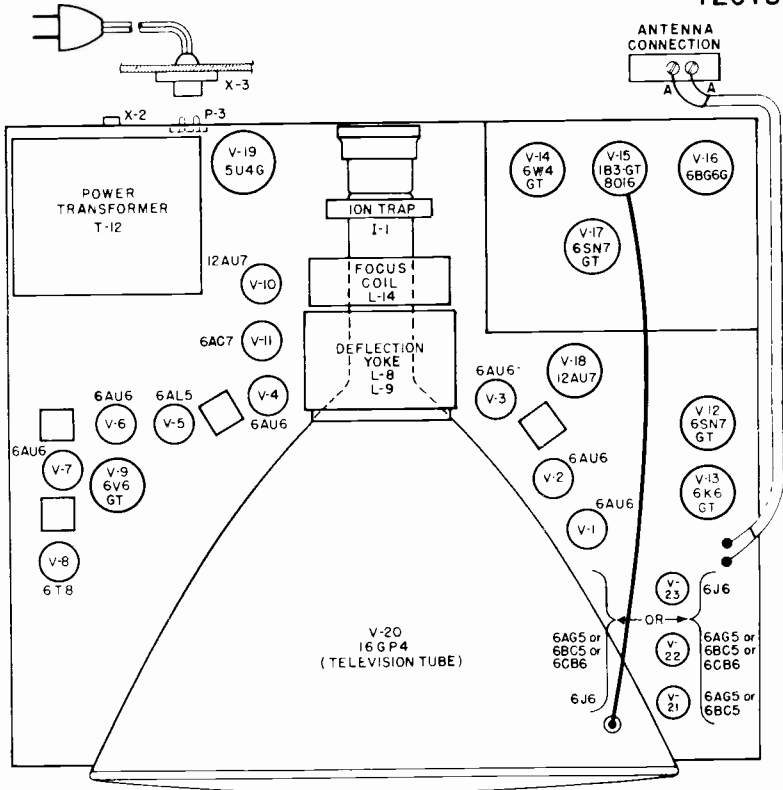 ANTENNA
CONNECTION
A A
X-3
X-2 P-3
POWER
TRANSFORMER
T-12
V-19
5U4G
ION TRAP
I-1
FOCUS
COIL
L-14
DEFLECTION
YOKE
L-8
L-9
V-14
6W4
GT
V-15
1B3-GT
8016
V-16
6BG6G
V-17
6SN7
GT
12AU7
V-10
6AC7
V-11
6AU6
V-6
6AL5
V-5
V-4
6AU6
6AU6
V-7
V-9
6V6
GT
V-8
6T8
6AU6
V-3
V-18
12AU7
V-2
6AU6
V-1
6AU6
V-12
6SN7
GT
V-13
6K6
GT
V-20
16GP4
(TELEVISION TUBE)
6AG5 or
6BC5 or
6CB6
6J6
OR
V-
23
6J6
V-
22
6AG5 or
6BC5 or
6CB6
V-
21
6AG5 or
6BC5